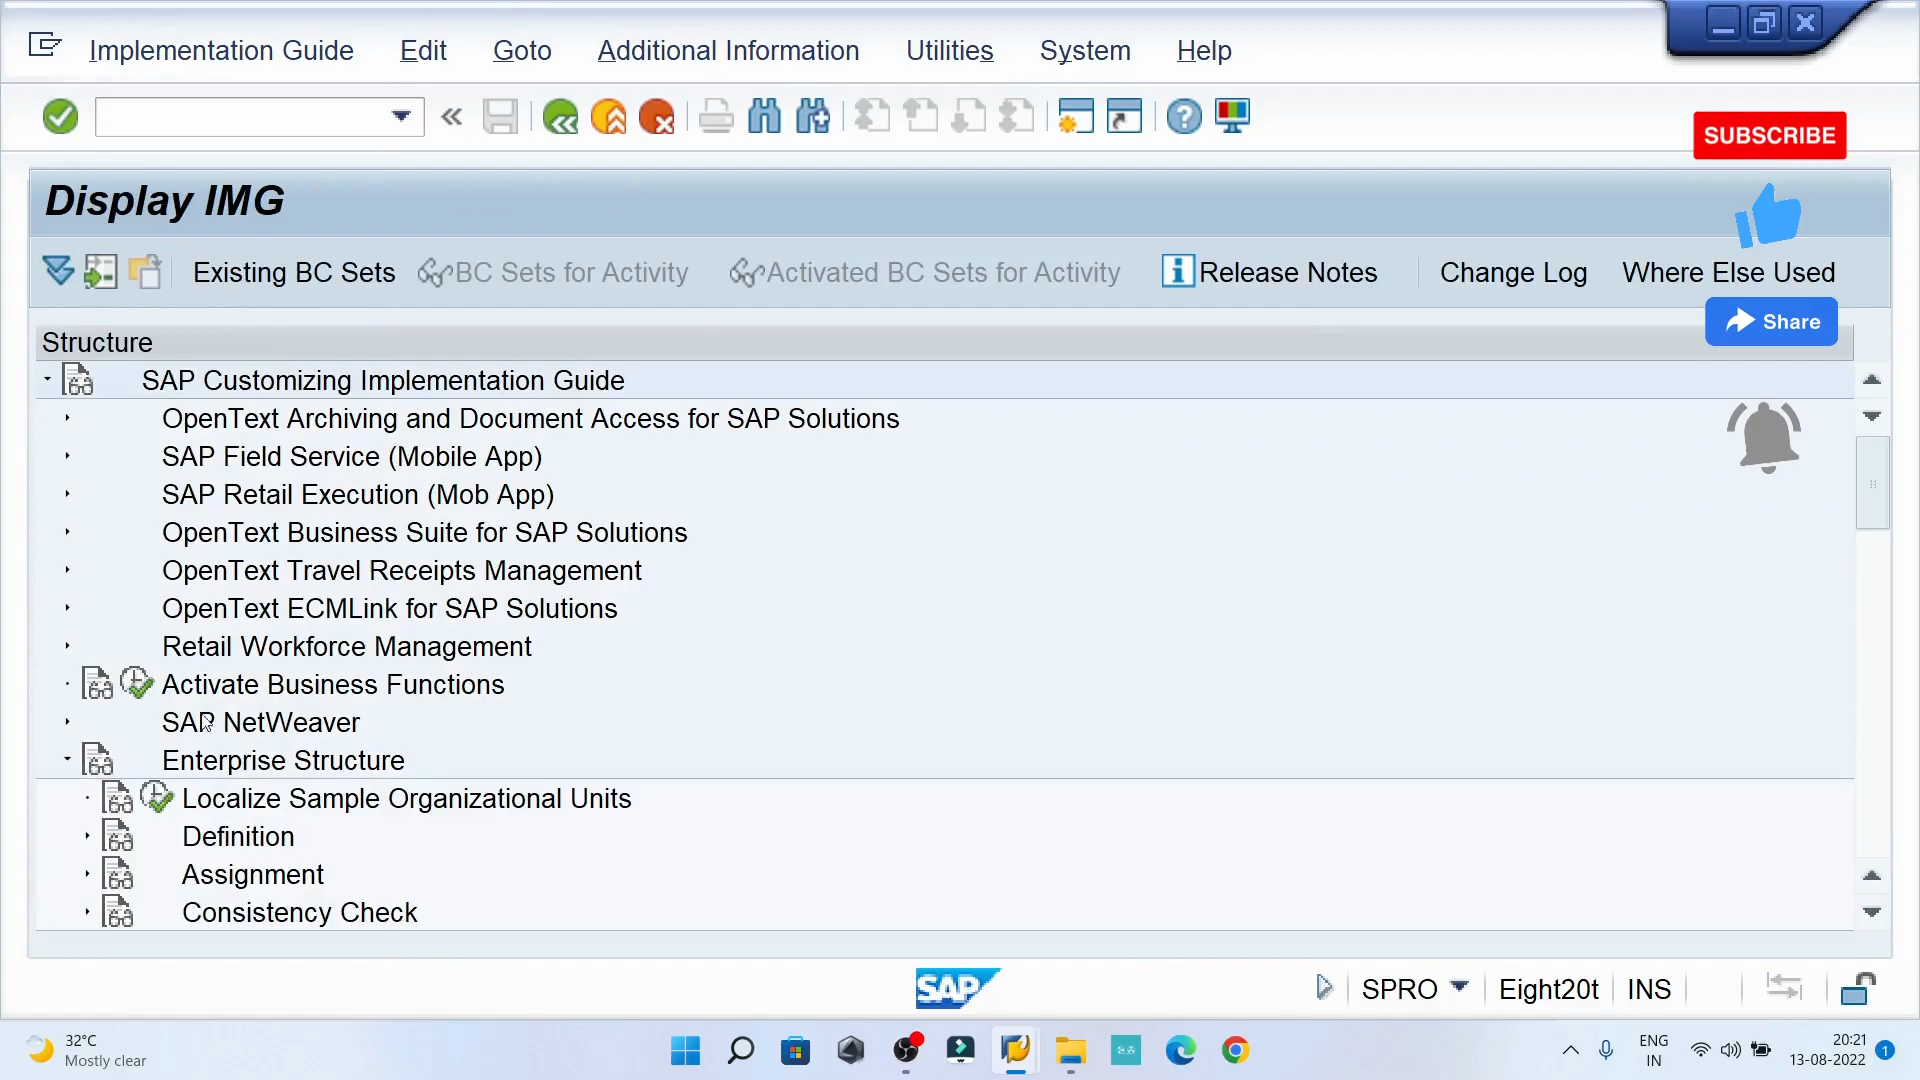 Implementation Guide Edit Goto Additional Information Utilities System Help
SUBSCRIBE
Display IMG
Existing BC Sets BC Sets for Activity Activated BC Sets for Activity Release Notes Change Log Where Else Used
Share
Structure
SAP Customizing Implementation Guide
OpenText Archiving and Document Access for SAP Solutions
SAP Field Service (Mobile App)
SAP Retail Execution (Mob App)
OpenText Business Suite for SAP Solutions
OpenText Travel Receipts Management
OpenText ECMLink for SAP Solutions
Retail Workforce Management
Activate Business Functions
SAP NetWeaver
Enterprise Structure
Localize Sample Organizational Units
Definition
Assignment
Consistency Check
SAP SPRO Eight20t INS
32°C
Mostly clear
ENG
IN
20:21
13-08-2022
1